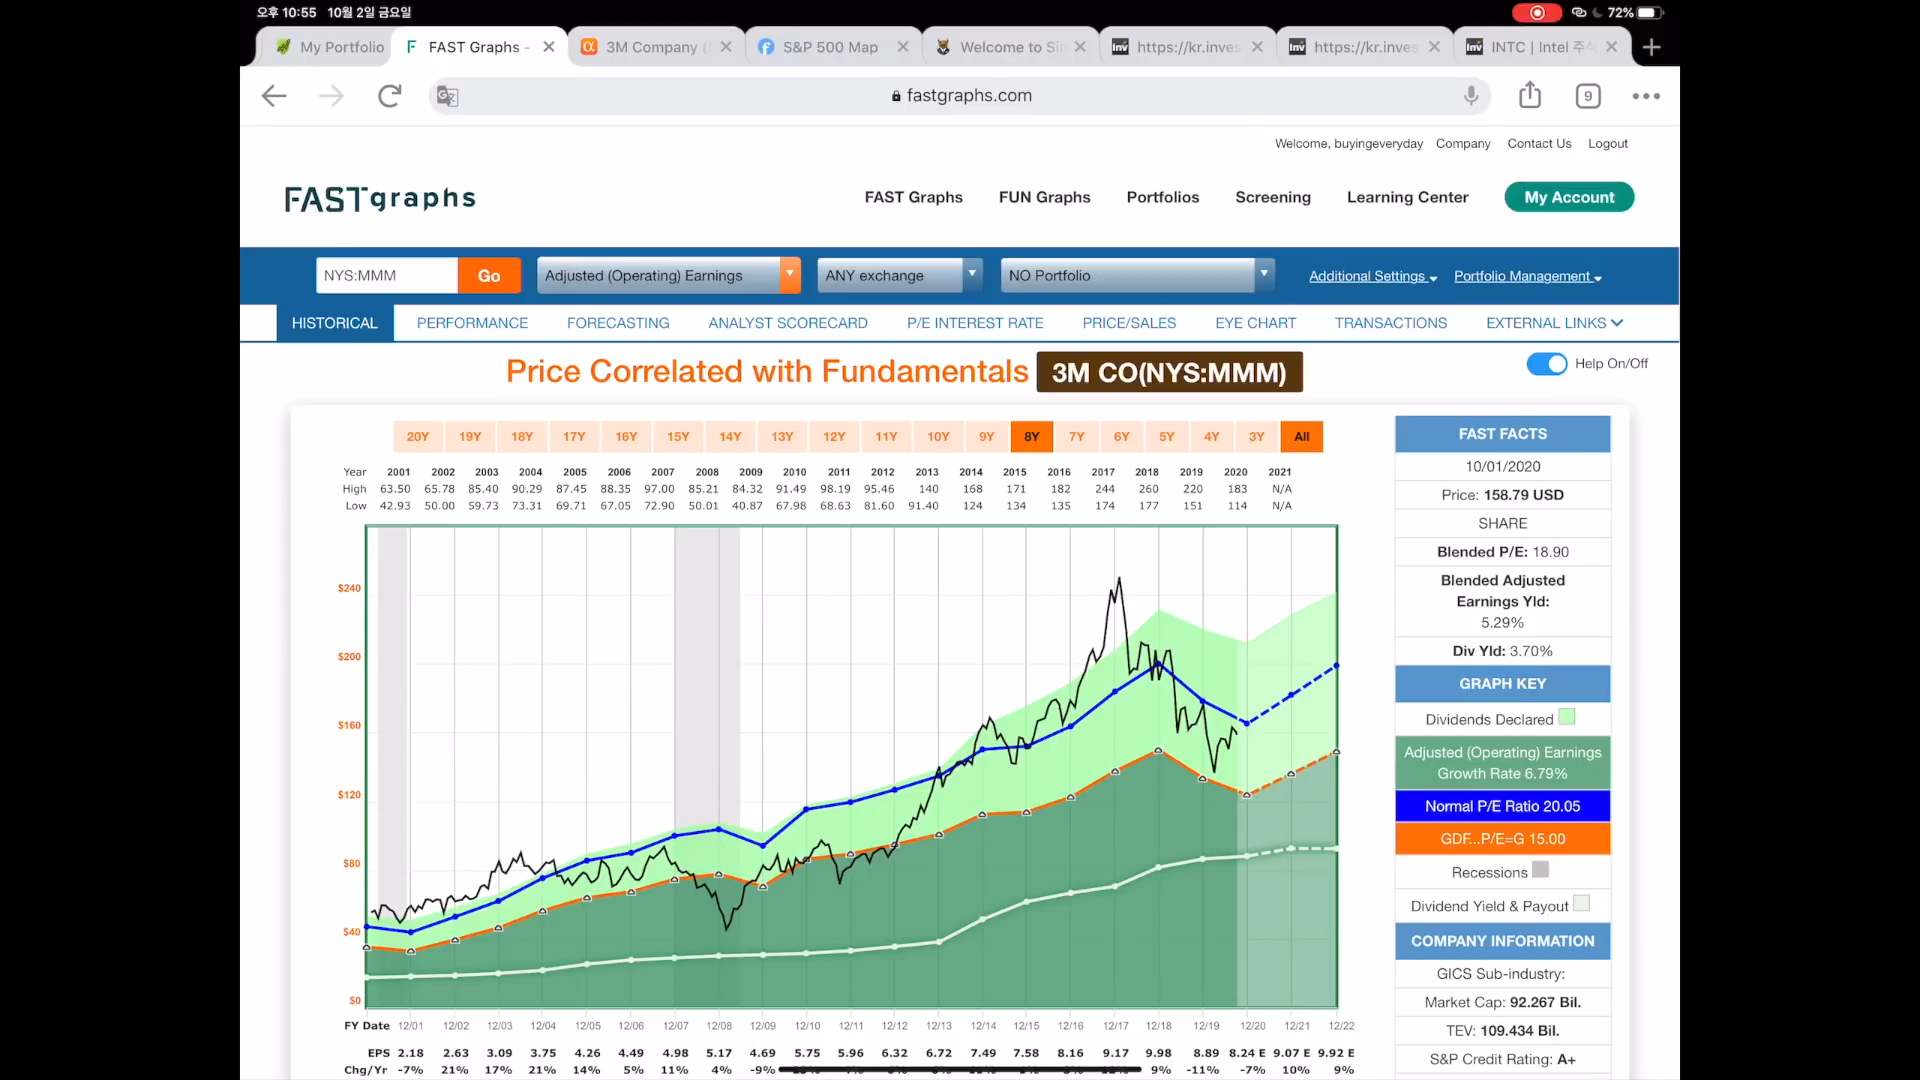 오후 10:55 10월 2일 금요일
72%
My Portfolio
FAST Graphs -
3M Company (
S&P 500 Map
Welcome to Si
https://kr.inves
https://kr.inves
INTC | Intel 주식
fastgraphs.com
9
Welcome, buyingeveryday Company Contact Us Logout
FASTgraphs
FAST Graphs FUN Graphs Portfolios Screening Learning Center My Account
NYS:MMM Go Adjusted (Operating) Earnings ANY exchange NO Portfolio Additional Settings Portfolio Management
HISTORICAL PERFORMANCE FORECASTING ANALYST SCORECARD P/E INTEREST RATE PRICE/SALES EYE CHART TRANSACTIONS EXTERNAL LINKS
Price Correlated with Fundamentals 3M CO(NYS:MMM)
Help On/Off
20Y 19Y 18Y 17Y 16Y 15Y 14Y 13Y 12Y 11Y 10Y 9Y 8Y 7Y 6Y 5Y 4Y 3Y All
Year 2001 2002 2003 2004 2005 2006 2007 2008 2009 2010 2011 2012 2013 2014 2015 2016 2017 2018 2019 2020 2021
High 63.50 65.78 85.40 90.29 87.45 88.35 97.00 85.21 84.32 91.49 98.19 95.46 140 168 171 182 244 260 220 183 N/A
Low 42.93 50.00 59.73 73.31 69.71 67.05 72.90 50.01 40.87 67.98 68.63 81.60 91.40 124 134 135 174 177 151 114 N/A
$240
$200
$160
$120
$80
$40
$0
FY Date 12/01 12/02 12/03 12/04 12/05 12/06 12/07 12/08 12/09 12/10 12/11 12/12 12/13 12/14 12/15 12/16 12/17 12/18 12/19 12/20 12/21 12/22
EPS 2.18 2.63 3.09 3.75 4.26 4.49 4.98 5.17 4.69 5.75 5.96 6.32 6.72 7.49 7.58 8.16 9.17 9.98 8.89 8.24 E 9.07 E 9.92 E
Chg/Yr -7% 21% 17% 21% 14% 5% 11% 4% -9% 9% -11% -7% 10% 9%
FAST FACTS
10/01/2020
Price: 158.79 USD
SHARE
Blended P/E: 18.90
Blended Adjusted
Earnings Yld:
5.29%
Div Yld: 3.70%
GRAPH KEY
Dividends Declared
Adjusted (Operating) Earnings
Growth Rate 6.79%
Normal P/E Ratio 20.05
GDF...P/E=G 15.00
Recessions
Dividend Yield & Payout
COMPANY INFORMATION
GICS Sub-industry:
Market Cap: 92.267 Bil.
TEV: 109.434 Bil.
S&P Credit Rating: A+